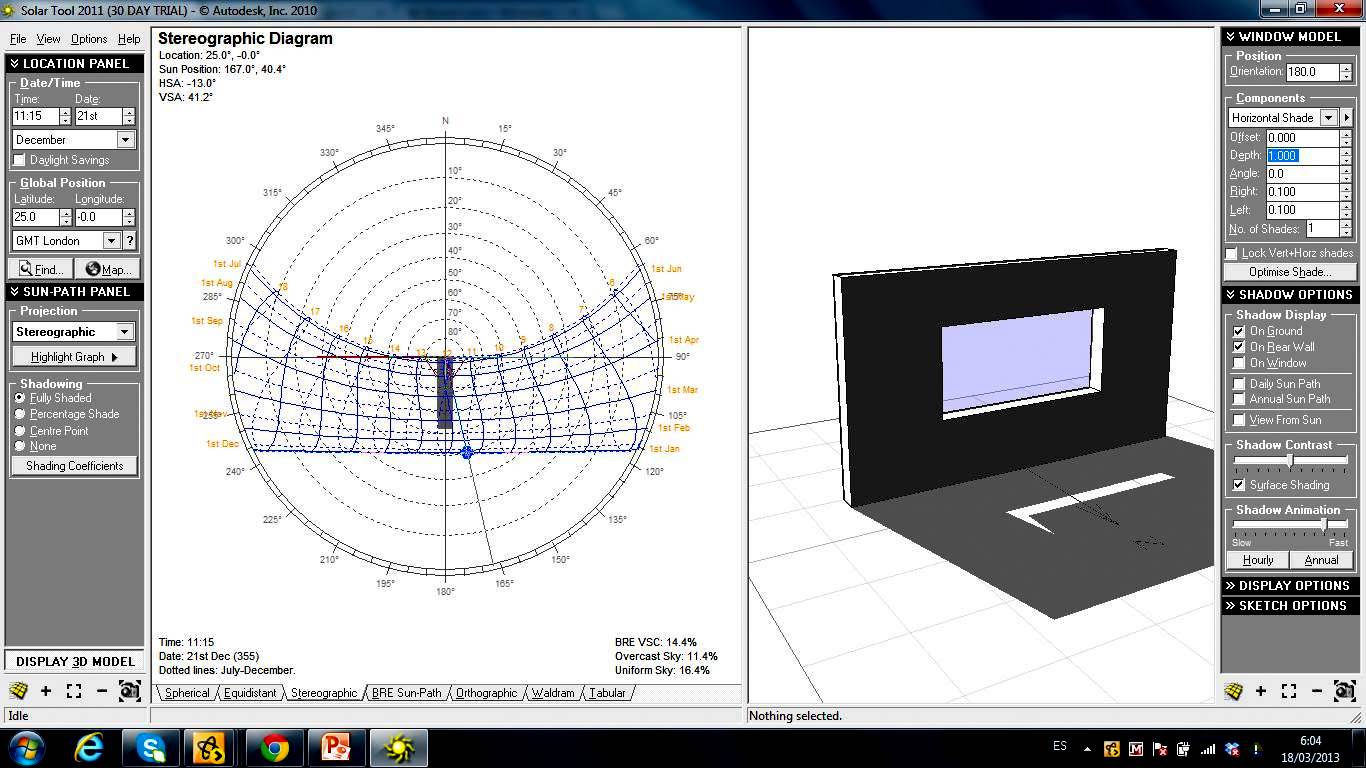 Solar Tool 2011 (30 DAY TRIAL) - © Autodesk, Inc. 2010
File View Options Help
LOCATION PANEL
Date/Time
Time: Date:
11:15 21st
December
Daylight Savings
Global Position
Latitude: Longitude:
25.0 -0.0
GMT London ?
Find... Map...
SUN-PATH PANEL
Projection
Stereographic
Highlight Graph
Shadowing
Fully Shaded
Percentage Shade
Centre Point
None
Shading Coefficients
DISPLAY 3D MODEL
Idle
Stereographic Diagram
Location: 25.0°, -0.0°
Sun Position: 167.0°, 40.4°
HSA: -13.0°
VSA: 41.2°
N
345° 15°
330° 30°
10°
315° 45°
20°
30°
300° 60°
40°
1st Jul 50° 1st Jun
1st Aug 18 60° 6
285° 75° 1st May
17 70° 7
1st Sep 16 80° 8 1st Apr
15 14 13 12 11 10 9
270° 90°
1st Oct
1st Mar
255° 1st Nov 105°
1st Feb
1st Dec 1st Jan
240° 120°
225° 135°
210° 150°
195° 165°
180°
Time: 11:15
Date: 21st Dec (355)
Dotted lines: July-December.
BRE VSC: 14.4%
Overcast Sky: 11.4%
Uniform Sky: 16.4%
Spherical Equidistant Stereographic BRE Sun-Path Orthographic Waldram Tabular
Nothing selected.
WINDOW MODEL
Position
Orientation: 180.0
Components
Horizontal Shade
Offset: 0.000
Depth: 1.000
Angle: 0.0
Right: 0.100
Left: 0.100
No. of Shades: 1
Lock Vert+Horz shades
Optimise Shade...
SHADOW OPTIONS
Shadow Display
On Ground
On Rear Wall
On Window
Daily Sun Path
Annual Sun Path
View From Sun
Shadow Contrast
Surface Shading
Shadow Animation
Slow Fast
Hourly Annual
DISPLAY OPTIONS
SKETCH OPTIONS
ES
6:04
18/03/2013